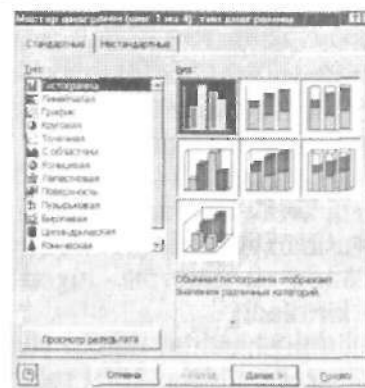 Мастер диаграмм (шаг 1 из 4): тип диаграммы
Стандартные Нестандартные
Тип: Вид:
Гистограмма
Линейчатая
График
Круговая
Точечная
С областями
Кольцевая
Лепестковая
Поверхность
Пузырьковая
Биржевая
Цилиндрическая
Коническая
Обычная гистограмма отображает
значения различных категорий.
Просмотр результата
Отмена < Назад Далее > Готово